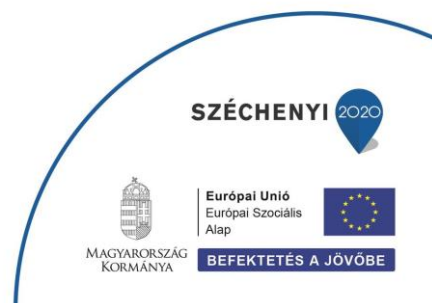 SZÉCHENYI 2020
Európai Unió
Európai Szociális
Alap
MAGYARORSZÁG
KORMÁNYA
BEFEKTETÉS A JÖVŐBE